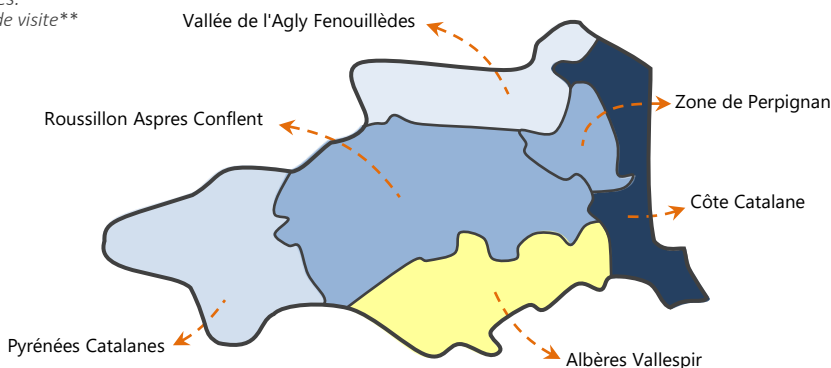 de visite**
Vallée de l'Agly Fenouillèdes
Zone de Perpignan
Roussillon Aspres Conflent
Côte Catalane
Pyrénées Catalanes
Albères Vallespir